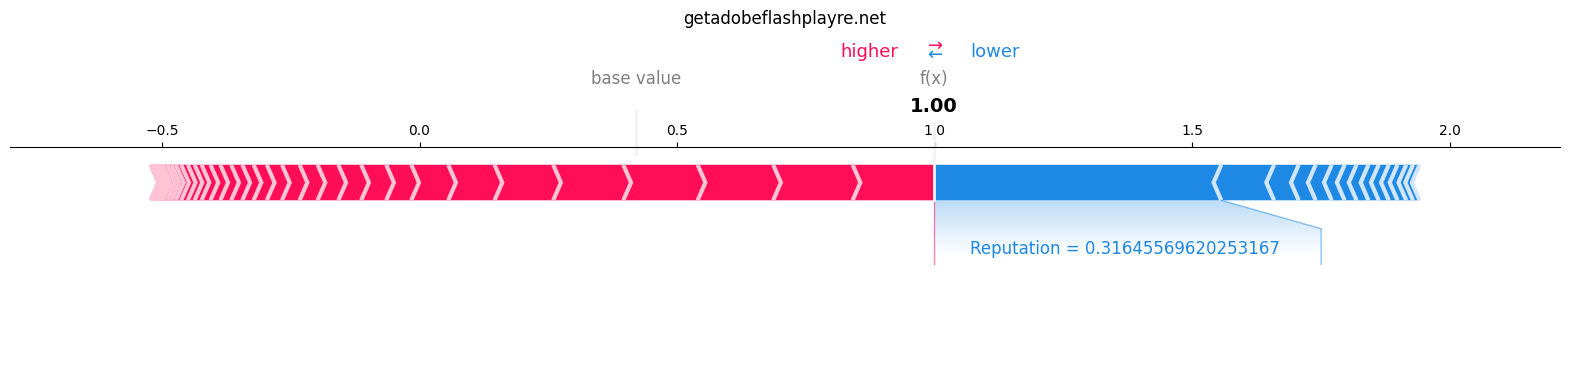 getadobeflashplayre.net
higher ⇄ lower
base value f(x)
1.00
−0.5 0.0 0.5 1.0 1.5 2.0
Reputation = 0.31645569620253167